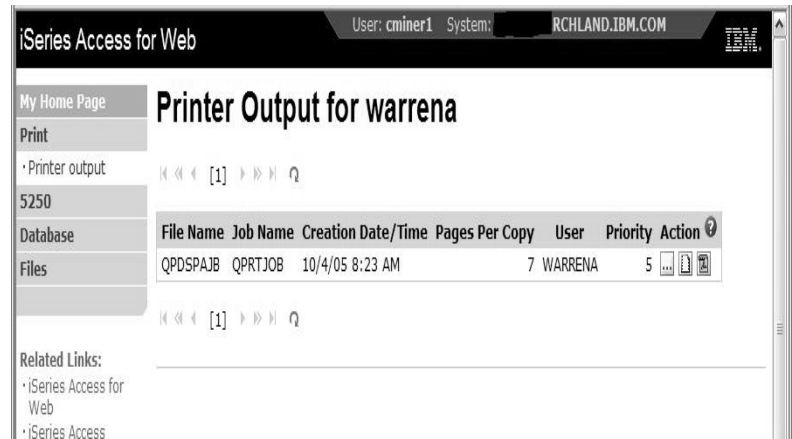 iSeries Access for Web
User: cminer1 System: RCHLAND.IBM.COM
IBM.
My Home Page
Print
· Printer output
5250
Database
Files
Related Links:
· iSeries Access for
Web
· iSeries Access
Printer Output for warrena
[1]
File Name Job Name Creation Date/Time Pages Per Copy User Priority Action ?
QPDSPAJB QPRTJOB 10/4/05 8:23 AM 7 WARRENA 5 ...
[1]